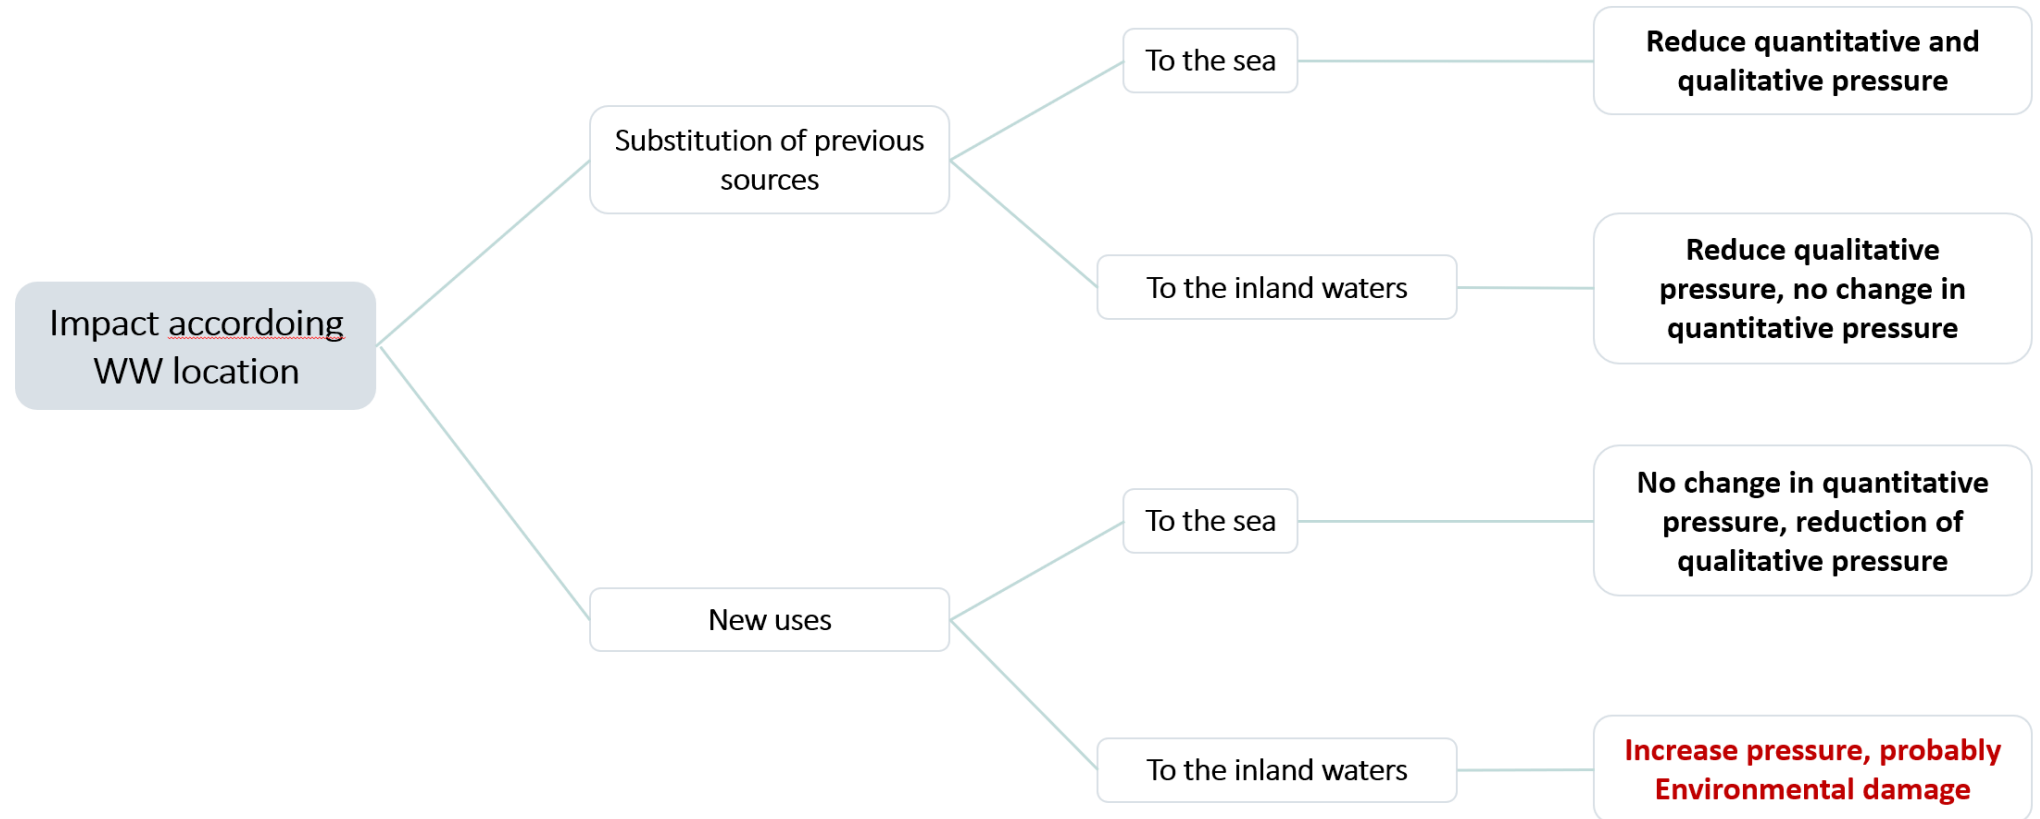 Impact accordoing
WW location
Substitution of previous
sources
To the sea
Reduce quantitative and
qualitative pressure
To the inland waters
Reduce qualitative
pressure, no change in
quantitative pressure
New uses
To the sea
No change in quantitative
pressure, reduction of
qualitative pressure
To the inland waters
Increase pressure, probably
Environmental damage